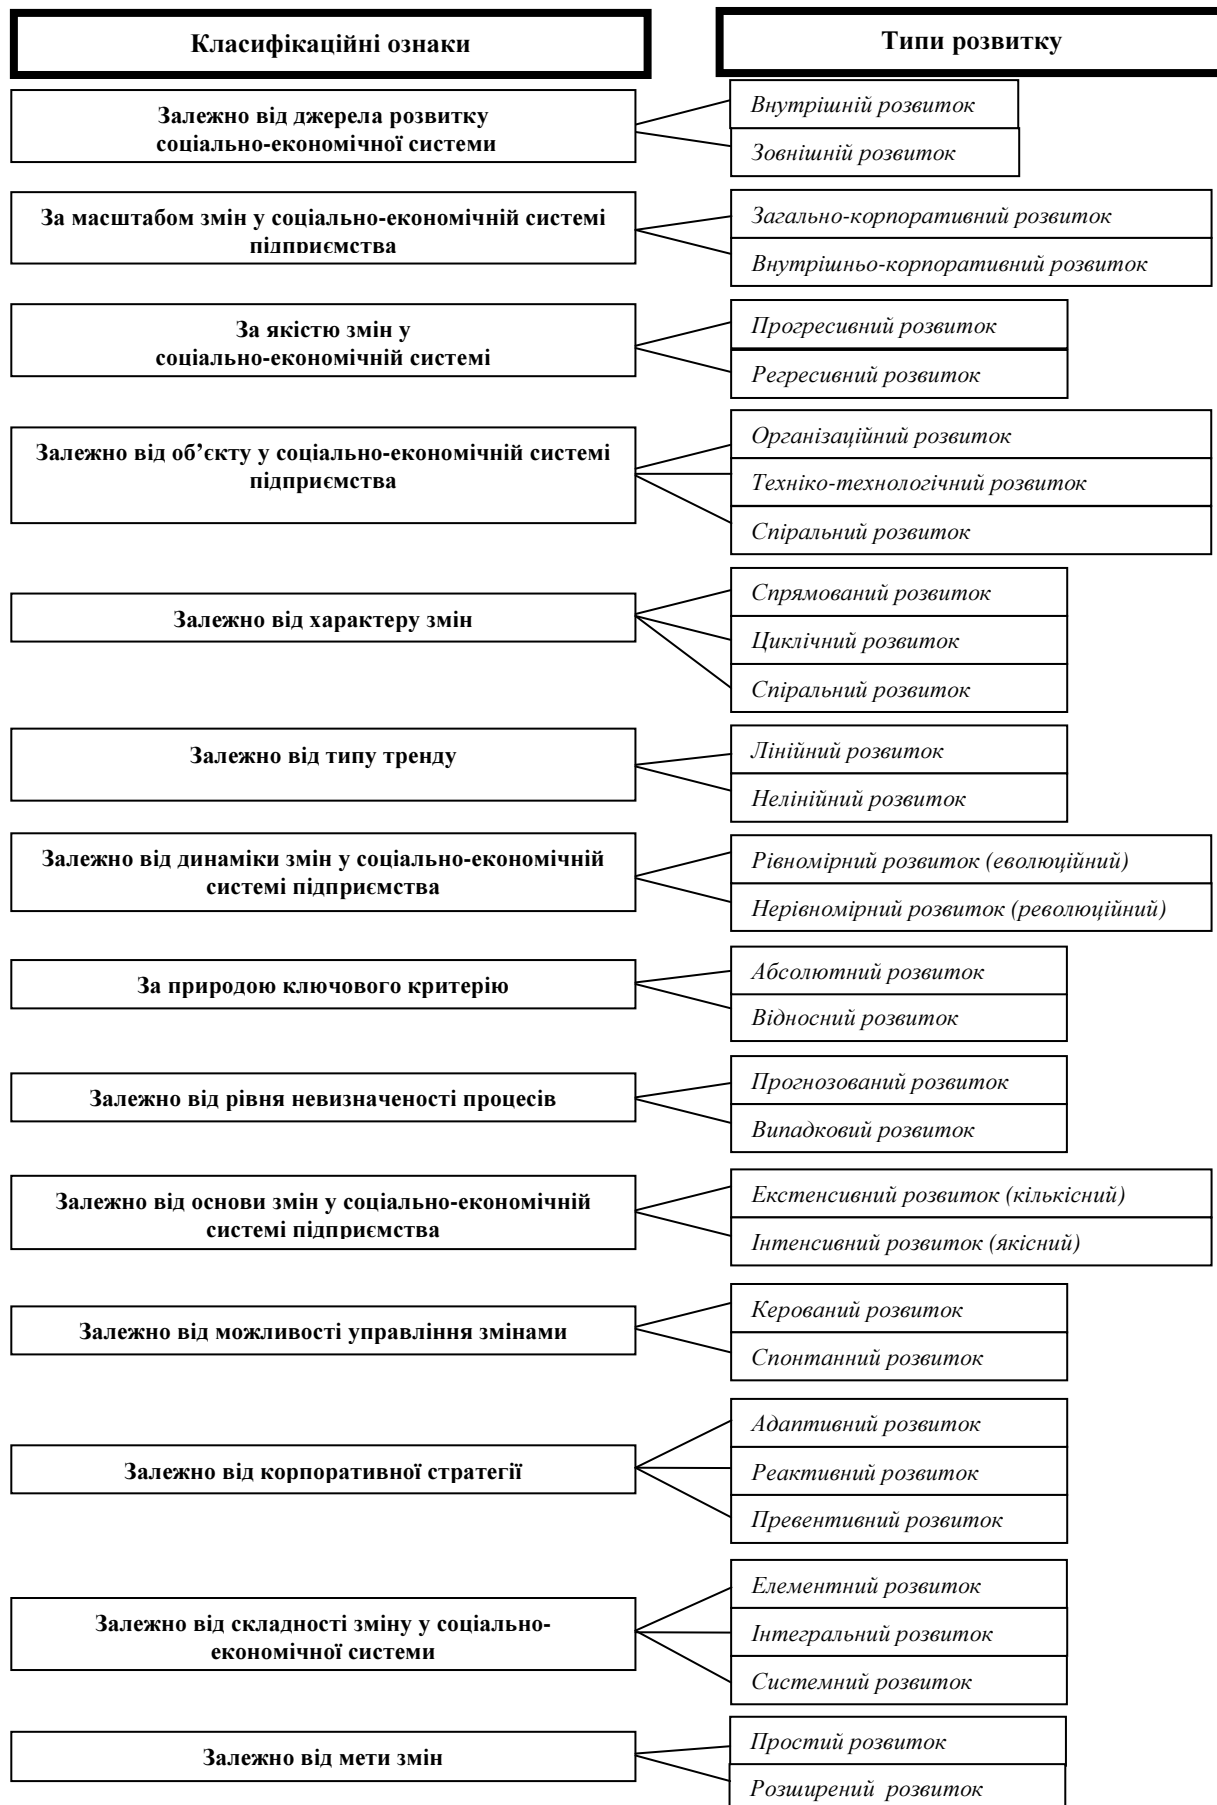 Класифікаційні ознаки
Типи розвитку
Залежно від джерела розвитку
соціально-економічної системи
Внутрішній розвиток
Зовнішній розвиток
За масштабом змін у соціально-економічній системі
підприємства
Загально-корпоративний розвиток
Внутрішньо-корпоративний розвиток
За якістю змін у
соціально-економічній системі
Прогресивний розвиток
Регресивний розвиток
Залежно від об’єкту у соціально-економічній системі
підприємства
Організаційний розвиток
Техніко-технологічний розвиток
Спіральний розвиток
Залежно від характеру змін
Спрямований розвиток
Циклічний розвиток
Спіральний розвиток
Залежно від типу тренду
Лінійний розвиток
Нелінійний розвиток
Залежно від динаміки змін у соціально-економічній
системі підприємства
Рівномірний розвиток (еволюційний)
Нерівномірний розвиток (революційний)
За природою ключового критерію
Абсолютний розвиток
Відносний розвиток
Залежно від рівня невизначеності процесів
Прогнозований розвиток
Випадковий розвиток
Залежно від основи змін у соціально-економічній
системі підприємства
Екстенсивний розвиток (кількісний)
Інтенсивний розвиток (якісний)
Залежно від можливості управління змінами
Керований розвиток
Спонтанний розвиток
Залежно від корпоративної стратегії
Адаптивний розвиток
Реактивний розвиток
Превентивний розвиток
Залежно від складності зміну у соціально-
економічної системи
Елементний розвиток
Інтегральний розвиток
Системний розвиток
Залежно від мети змін
Простий розвиток
Розширений розвиток